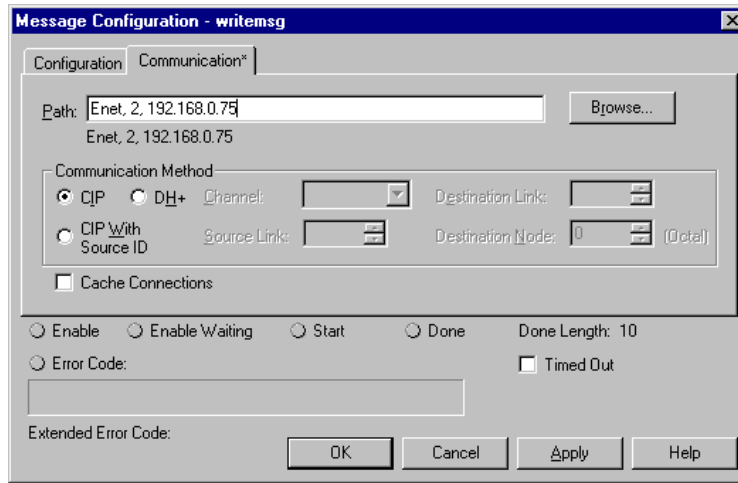 Message Configuration - writemsg
Configuration Communication*
Path: Enet, 2, 192.168.0.75 Browse...
Enet, 2, 192.168.0.75
Communication Method
CIP DH+ Channel: Destination Link:
CIP With Source ID Source Link: Destination Node: 0 (Octal)
Cache Connections
Enable Enable Waiting Start Done Done Length: 10
Error Code: Timed Out
Extended Error Code:
OK Cancel Apply Help